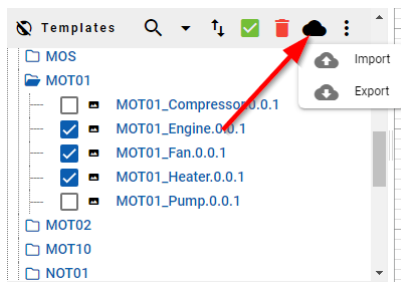 Templates
Import
Export
MOS
MOT01
MOT01_Compressor.0.0.1
MOT01_Engine.0.0.1
MOT01_Fan.0.0.1
MOT01_Heater.0.0.1
MOT01_Pump.0.0.1
MOT02
MOT10
NOT01